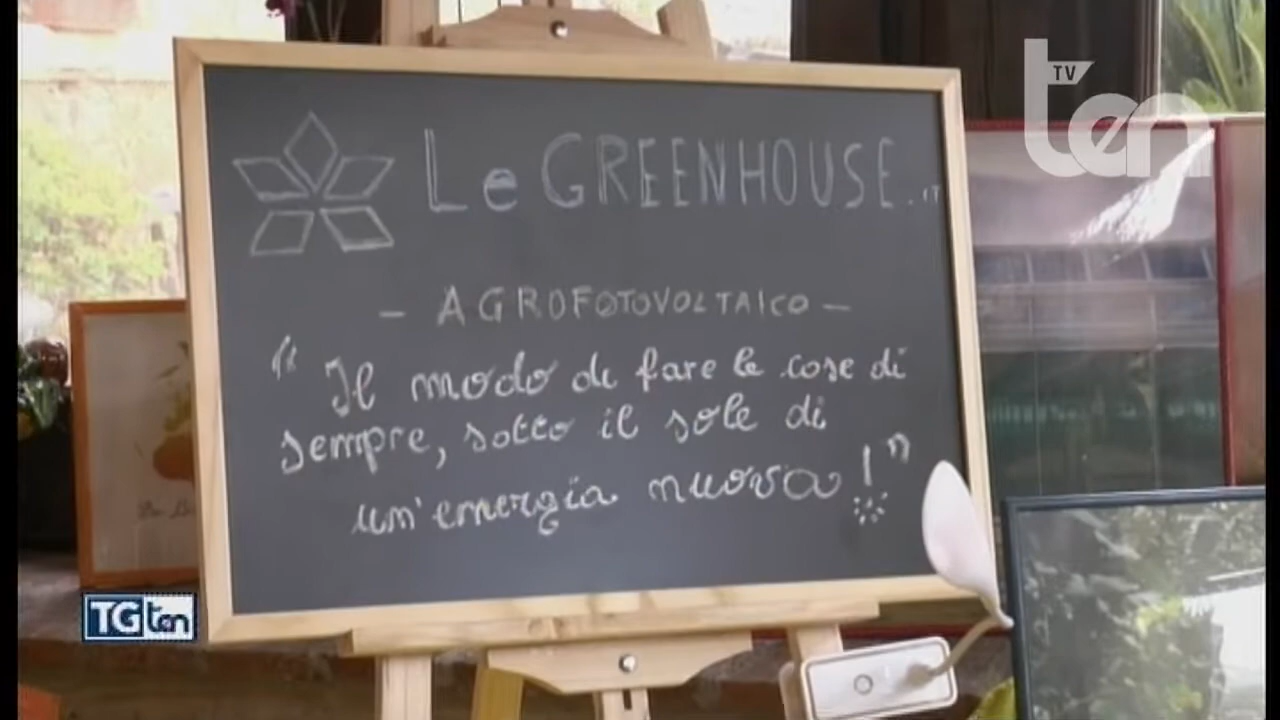 TV
ten
Le GREENHOUSE.IT
- AGROFOTOVOLTAICO -
“Il modo di fare le cose di
sempre, sotto il sole di
un'energia nuova!”
TG ten